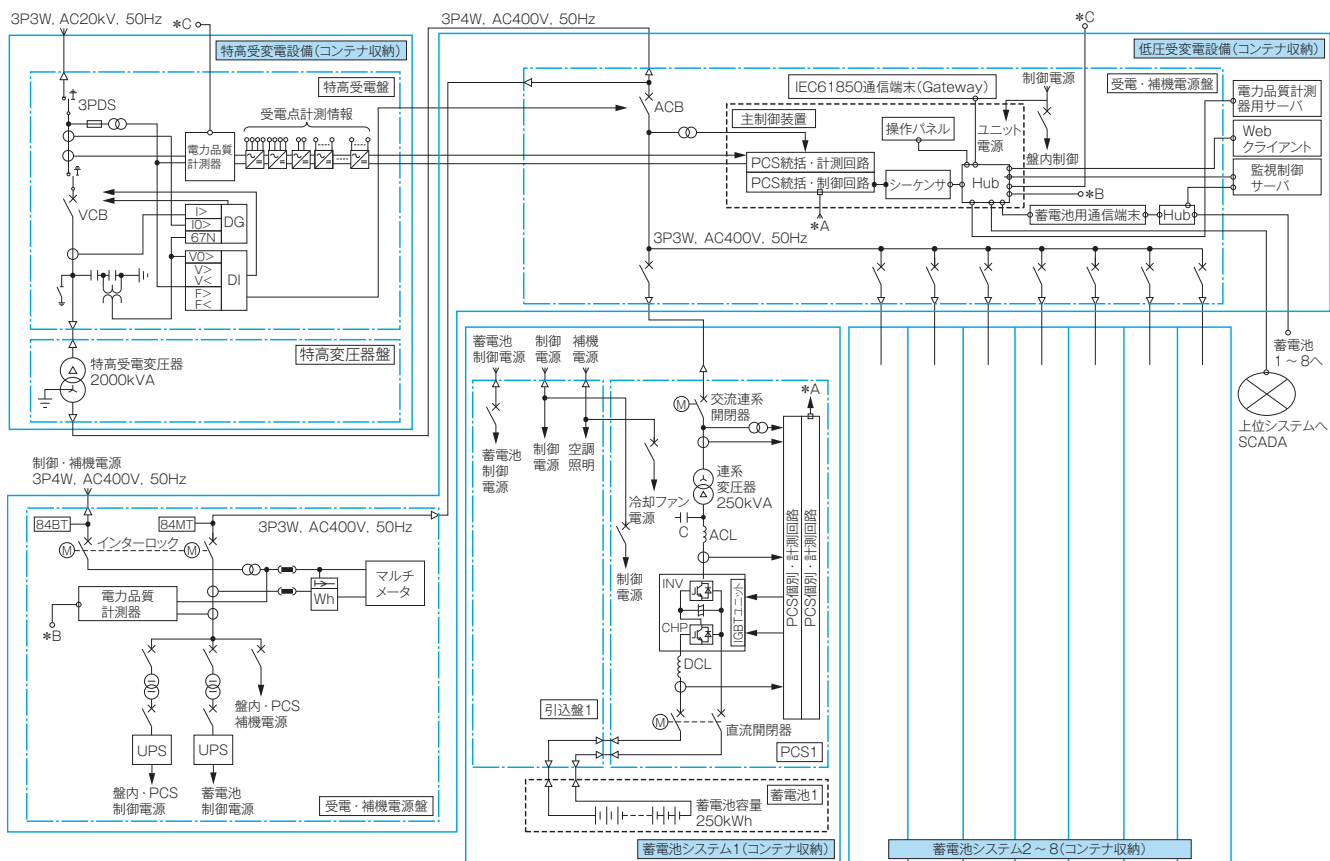 3P3W, AC20kV, 50Hz
*C
特高受変電設備(コンテナ収納)
特高受電盤
3PDS
受電点計測情報
電力品質
計測器
VCB
I>
I0>
67N
DG
V0>
V>
V<
F>
F<
DI
特高変圧器盤
特高受電変圧器
2000kVA
3P4W, AC400V, 50Hz
*C
低圧受変電設備(コンテナ収納)
受電・補機電源盤
ACB
IEC61850通信端末(Gateway)
制御電源
主制御装置
操作パネル
ユニット
電源
盤内制御
PCS統括・計測回路
PCS統括・制御回路
シーケンサ
Hub
*A
*B
蓄電池用通信端末
Hub
電力品質計測
器用サーバ
Web
クライアント
監視制御
サーバ
3P3W, AC400V, 50Hz
蓄電池
1～8へ
上位システムへ
SCADA
制御・補機電源
3P4W, AC400V, 50Hz
84BT
84MT
3P3W, AC400V, 50Hz
M
インターロック
M
電力品質
計測器
*B
Wh
マルチ
メータ
盤内・PCS
補機電源
UPS
UPS
盤内・PCS
制御電源
蓄電池
制御電源
受電・補機電源盤
蓄電池
制御電源
制御
電源
補機
電源
蓄電池
制御
電源
制御
電源
空調
照明
冷却ファン
電源
制御
電源
引込盤1
M
交流連系
開閉器
*A
連系
変圧器
250kVA
C
ACL
INV
CHP
IGBTユニット
PCS個別・計測回路
PCS個別・計測回路
DCL
M
直流開閉器
PCS1
蓄電池1
蓄電池容量
250kWh
蓄電池システム1(コンテナ収納)
蓄電池システム2～8(コンテナ収納)